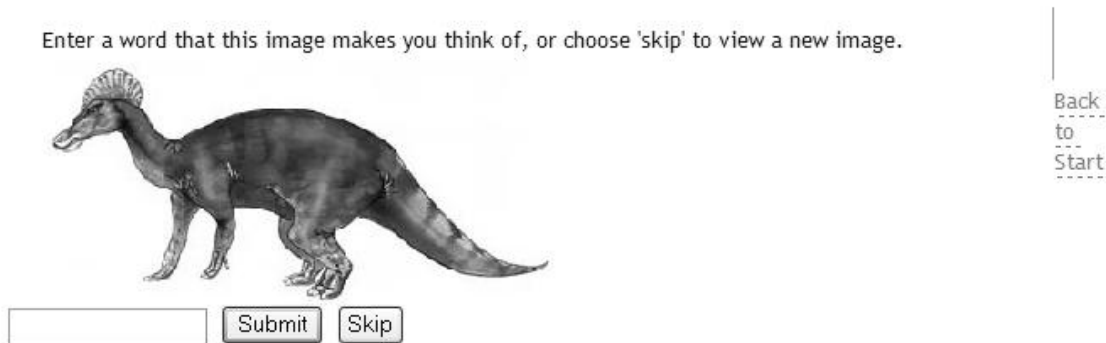 Enter a word that this image makes you think of, or choose 'skip' to view a new image.
Back
to
Start
Submit
Skip